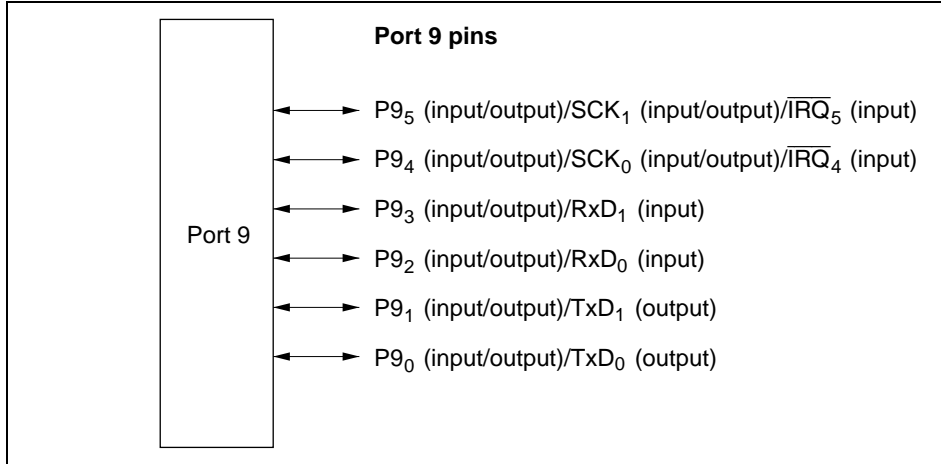 Port 9 pins
P9₅ (input/output)/SCK₁ (input/output)/I̅R̅Q̅₅ (input)
P9₄ (input/output)/SCK₀ (input/output)/I̅R̅Q̅₄ (input)
P9₃ (input/output)/RxD₁ (input)
Port 9
P9₂ (input/output)/RxD₀ (input)
P9₁ (input/output)/TxD₁ (output)
P9₀ (input/output)/TxD₀ (output)